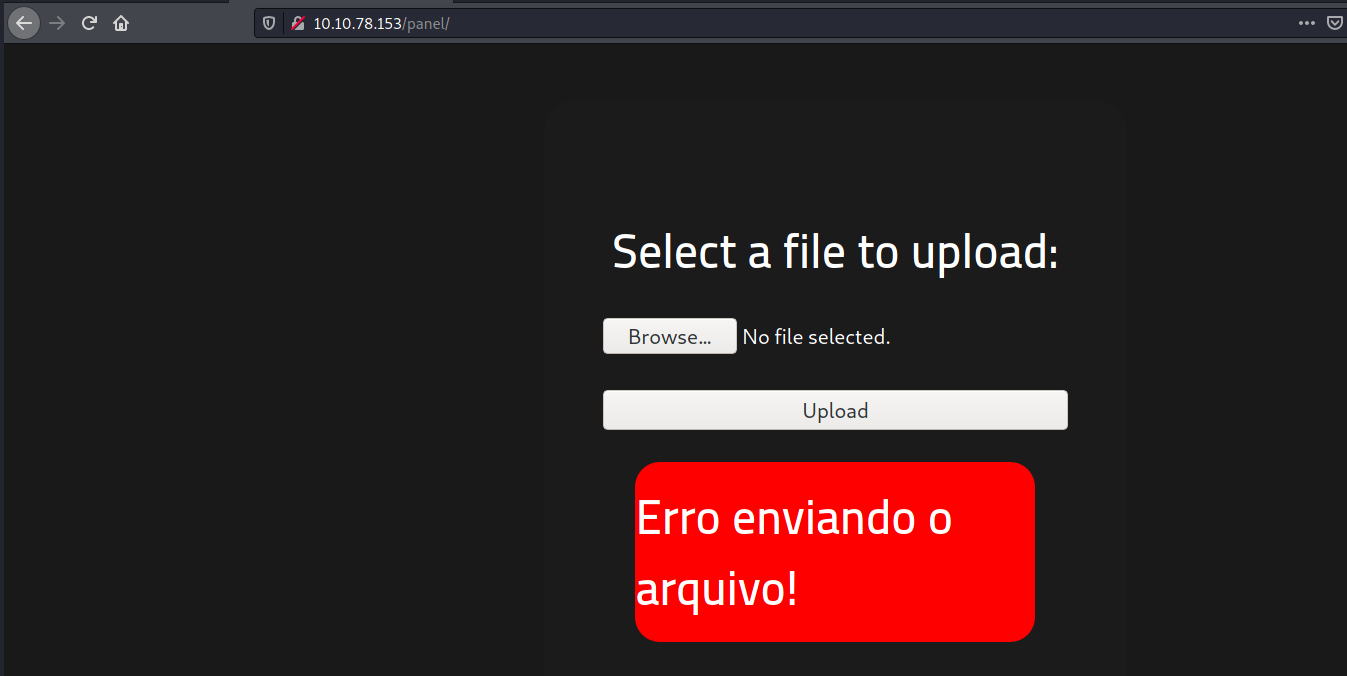 10.10.78.153/panel/
Select a file to upload:
Browse... No file selected.
Upload
Erro enviando o
arquivo!